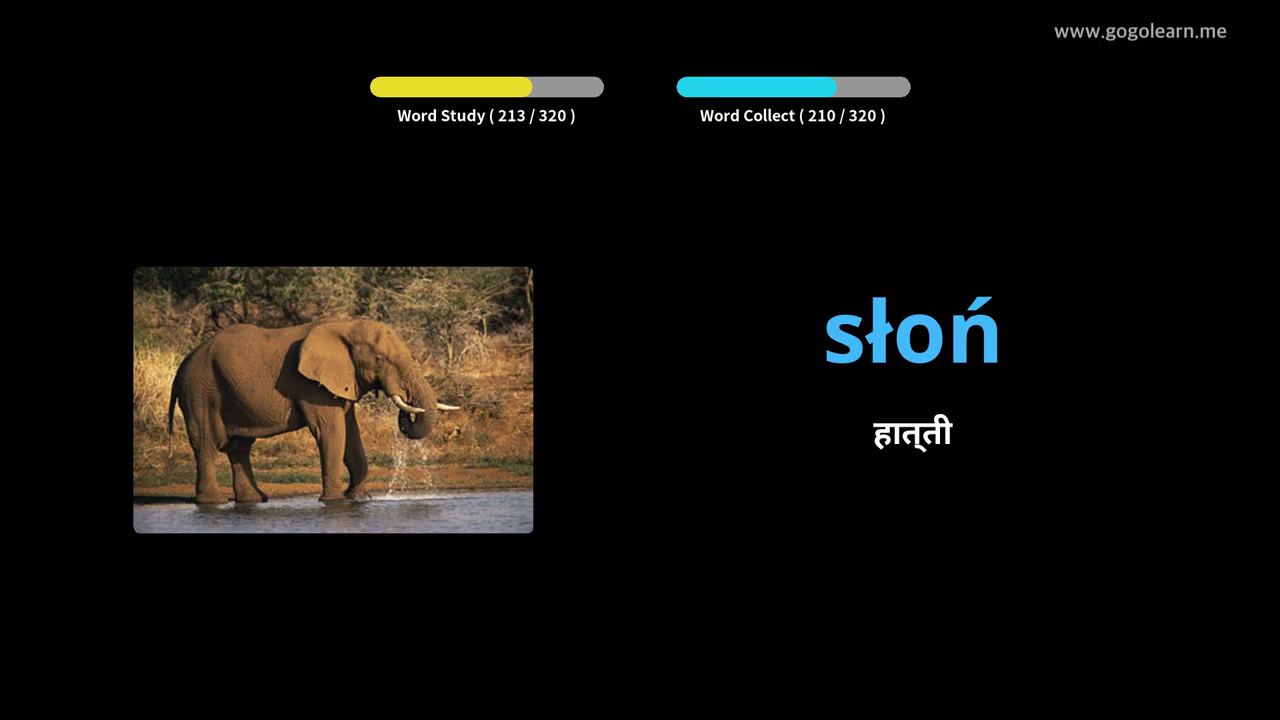 www.gogolearn.me
Word Study ( 213 / 320 )
Word Collect ( 210 / 320 )
słoń
हात्ती